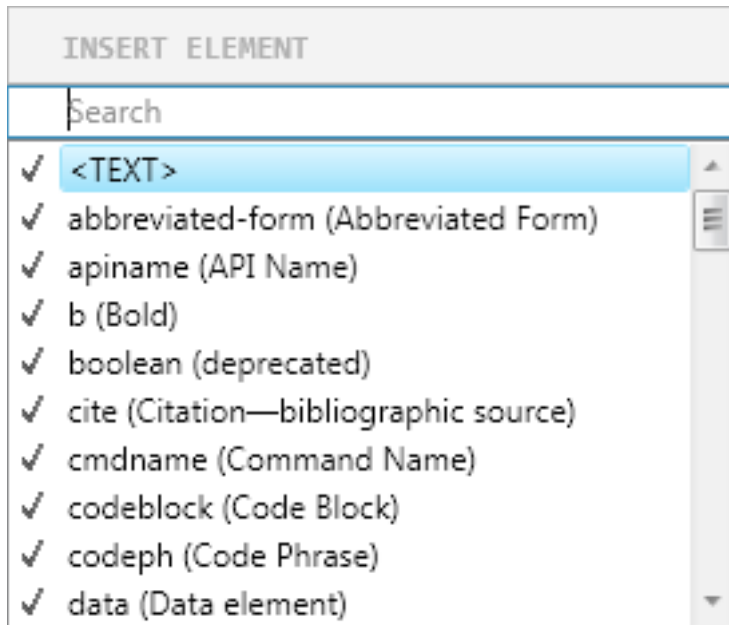 INSERT ELEMENT
Search
<TEXT>
abbreviated-form (Abbreviated Form)
apiname (API Name)
b (Bold)
boolean (deprecated)
cite (Citation—bibliographic source)
cmdname (Command Name)
codeblock (Code Block)
codeph (Code Phrase)
data (Data element)